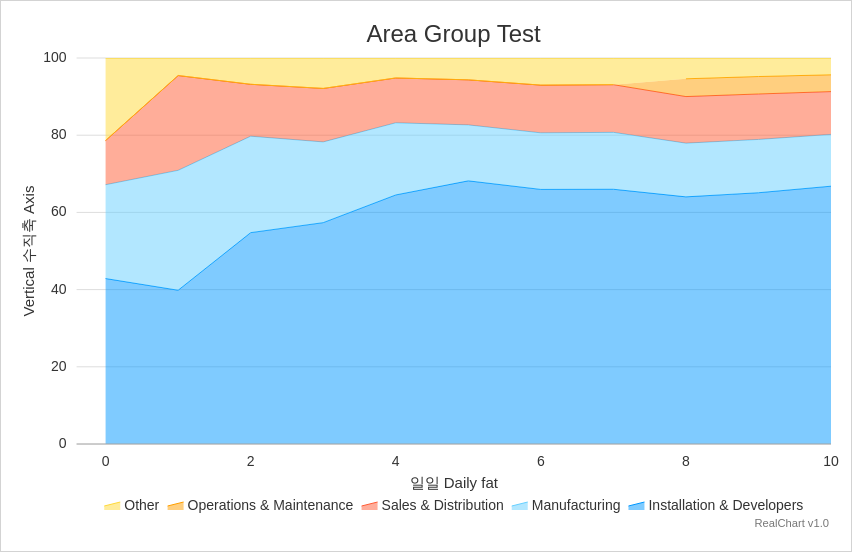 Area Group Test
100
80
60
40
20
0
Vertical 수직축 Axis
0 2 4 6 8 10
일일 Daily fat
Other Operations & Maintenance Sales & Distribution Manufacturing Installation & Developers
RealChart v1.0